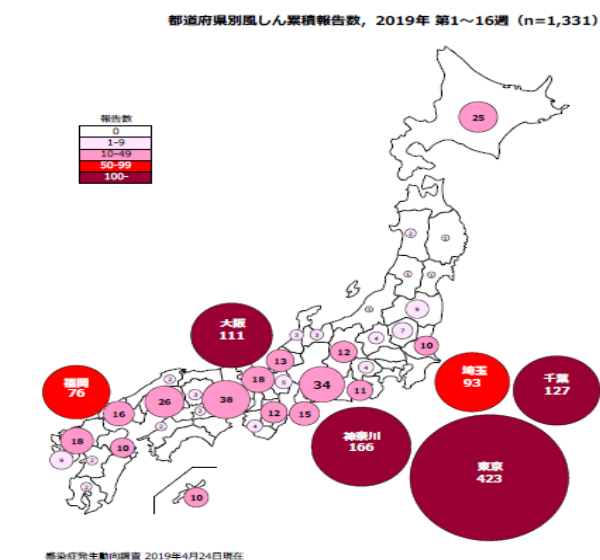 都道府県別風しん累積報告数, 2019年 第1～16週（n=1,331）
報告数
0
1-9
10-49
50-99
100-
25
大阪
111
13
12
10
福岡
76
18
34
11
埼玉
93
千葉
127
16
26
38
12
15
18
10
神奈川
166
東京
423
10
感染症発生動向調査 2019年4月24日現在